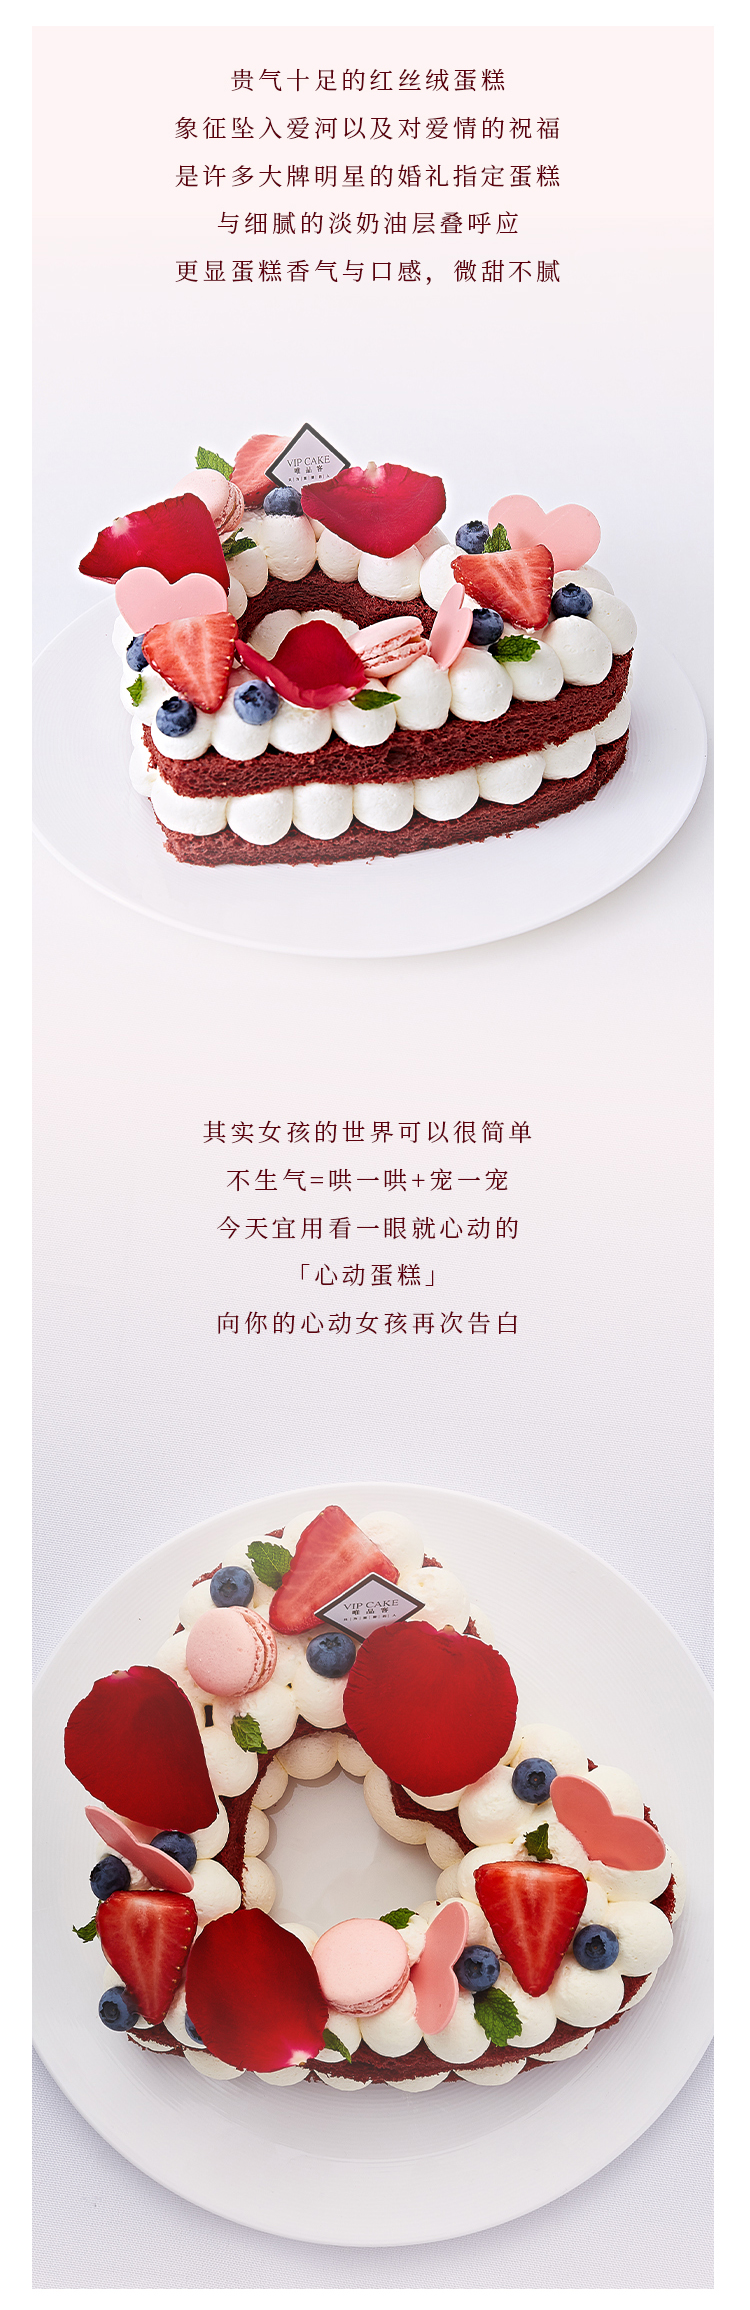 贵气十足的红丝绒蛋糕
象征坠入爱河以及对爱情的祝福
是许多大牌明星的婚礼指定蛋糕
与细腻的淡奶油层叠呼应
更显蛋糕香气与口感，微甜不腻
VIP CAKE
唯品客
其实女孩的世界可以很简单
不生气=哄一哄+宠一宠
今天宜用看一眼就心动的
「心动蛋糕」
向你的心动女孩再次告白
VIP CAKE
唯品客